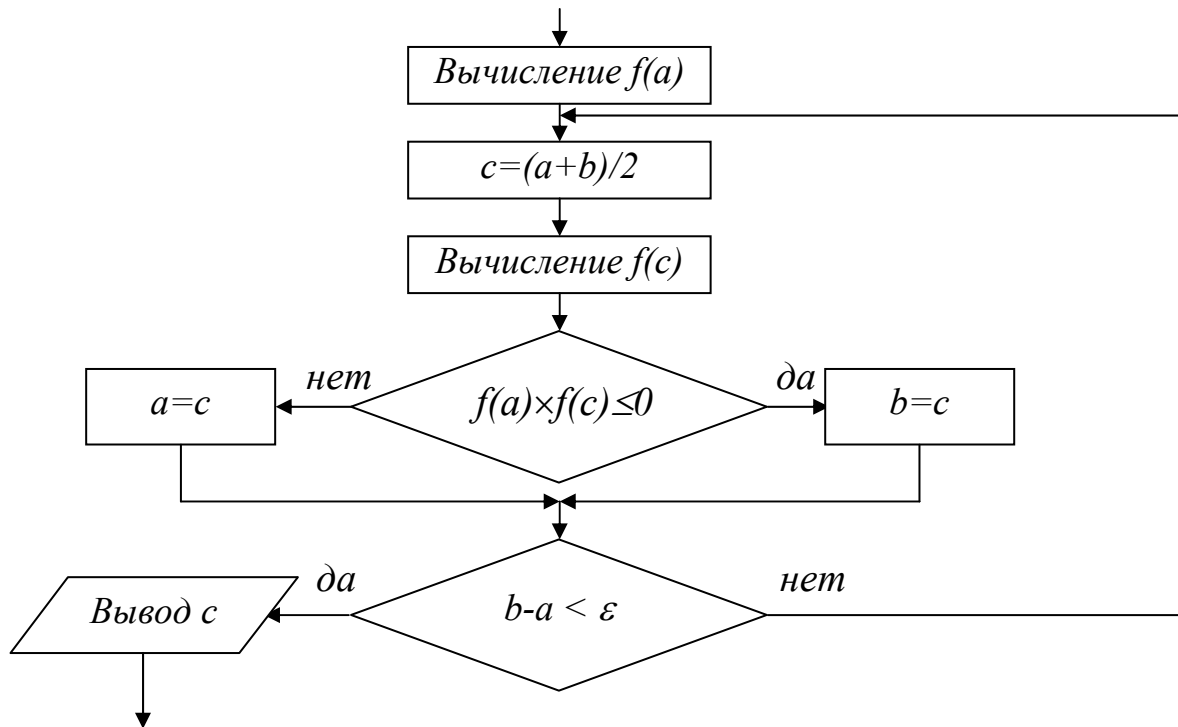 Вычисление f(a)
c=(a+b)/2
Вычисление f(c)
нет
да
a=c
f(a)×f(c)≤0
b=c
да
нет
Вывод c
b-a < ε